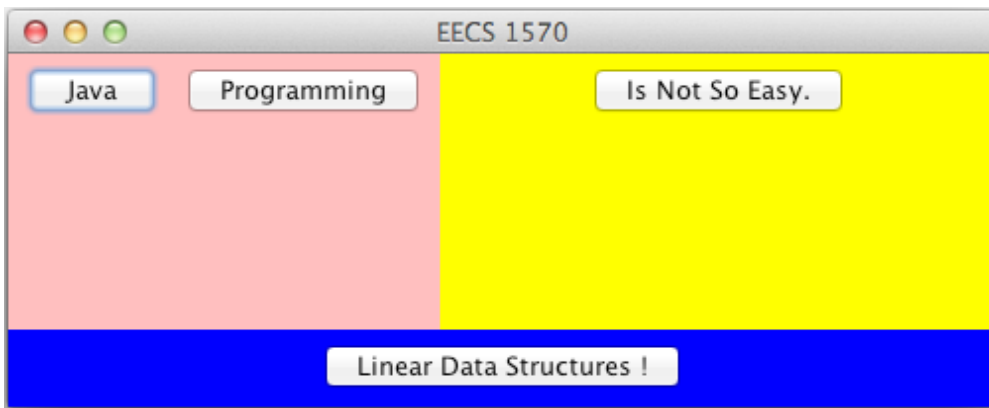 EECS 1570
Java Programming Is Not So Easy.
Linear Data Structures !